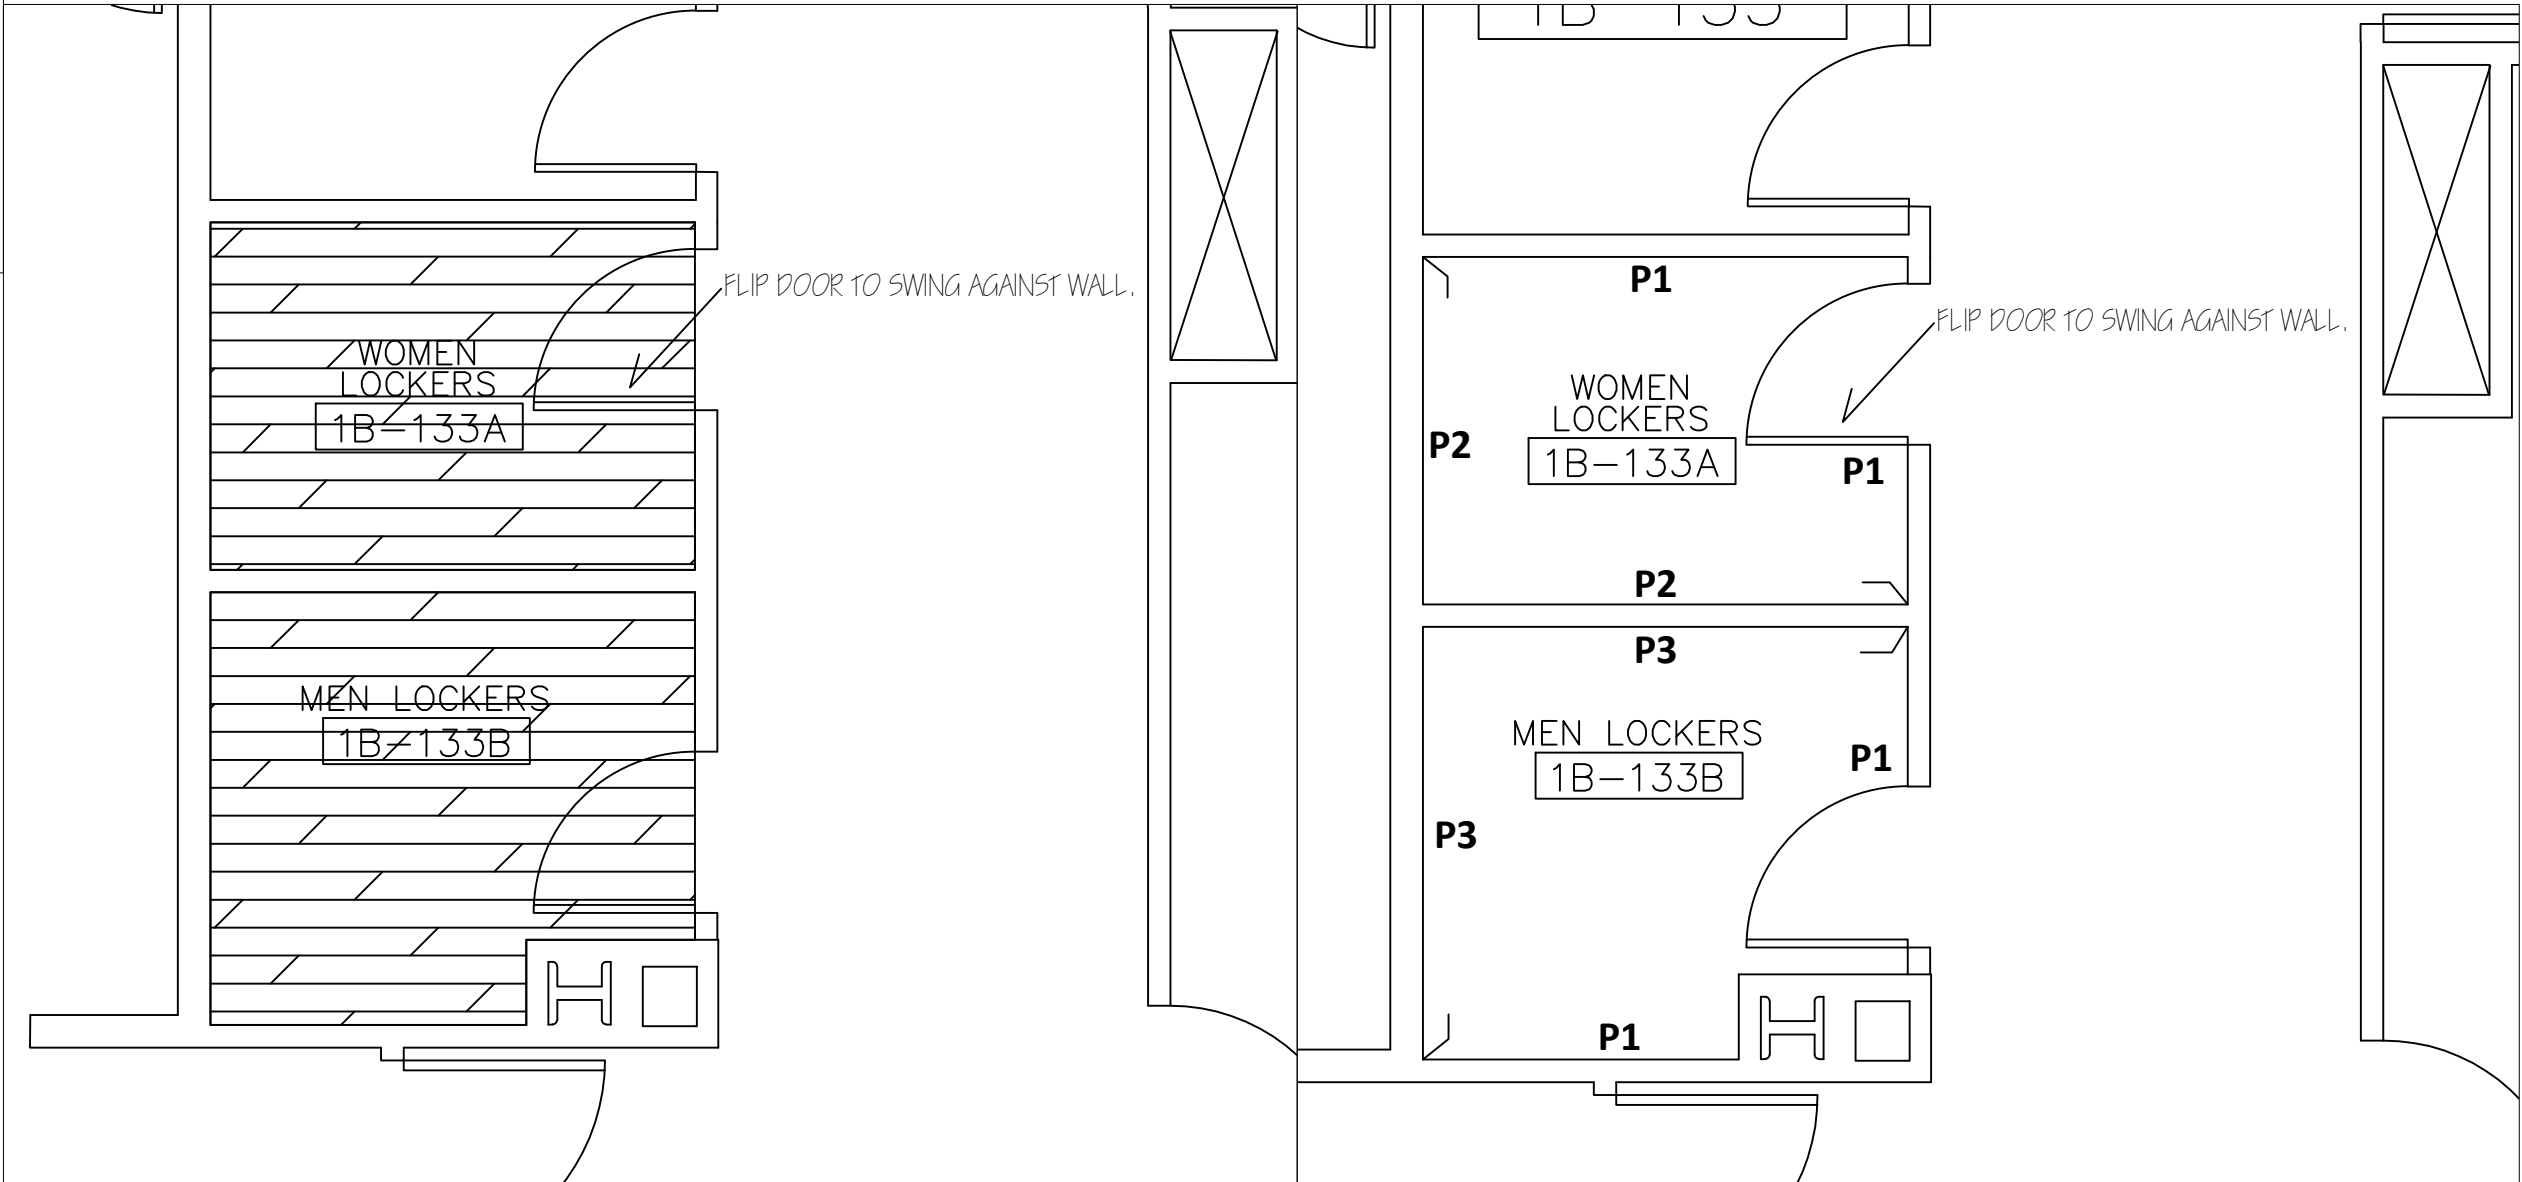 FLIP DOOR TO SWING AGAINST WALL.
WOMEN
LOCKERS
1B-133A
MEN LOCKERS
1B-133B
P1
FLIP DOOR TO SWING AGAINST WALL.
WOMEN
LOCKERS
1B-133A
P2
P1
P2
P3
MEN LOCKERS
1B-133B
P1
P3
P1